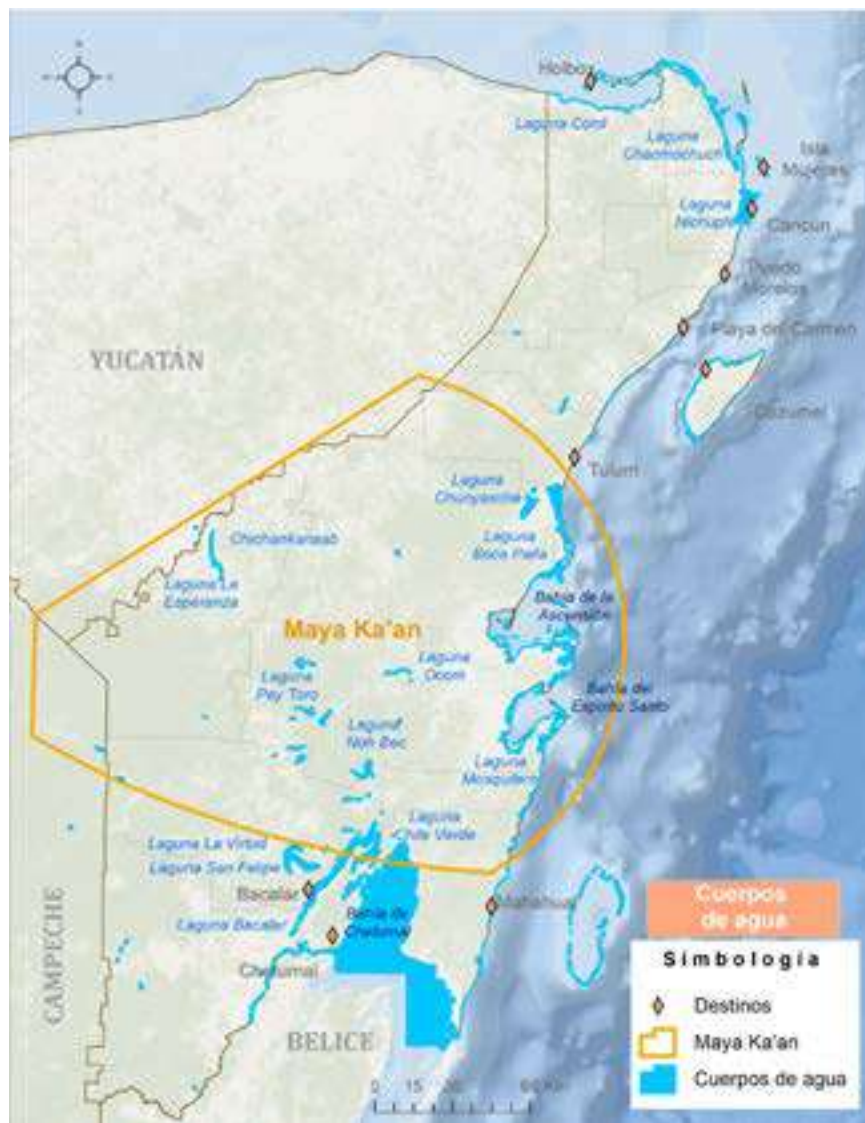 Holbox
Laguna Conil
Laguna
Chacmochuch
Isla
Mujeres
Laguna
Nichupté
Cancún
Puerto
Morelos
Playa del Carmen
YUCATÁN
Cozumel
Tulum
Laguna
Chunyaxché
Laguna
Boca Paila
Chichankanaab
Laguna La
Esperanza
Bahía de la
Ascensión
Maya Ka'an
Laguna
Ocom
Laguna
Bahía del
Espíritu Santo
Laguna
Noh Bec
Laguna
Mosquitero
Laguna
Chile Verde
Laguna La Virtud
Laguna San Felipe
Bacalar
Laguna Bacalar
Bahía de
Chetumal
Mahahual
Chetumal
CAMPECHE
BELICE
Cuerpos
de agua
Simbología
Destinos
Maya Ka'an
Cuerpos de agua
0 15 30 60 Km